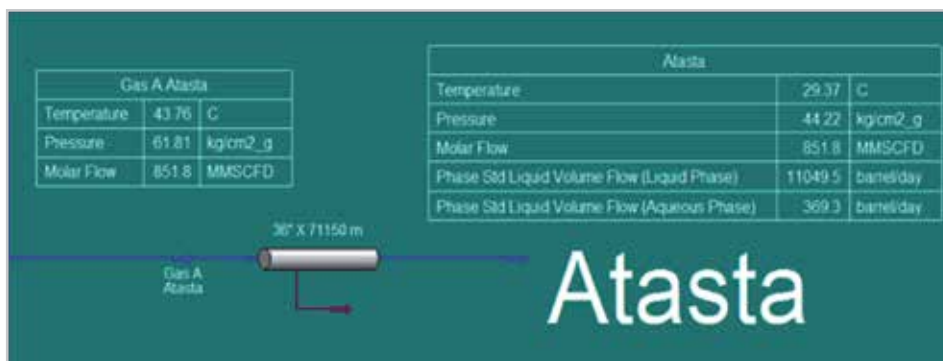 Gas A Atasta
Temperature 43.76 C
Pressure 61.81 kg/cm2_g
Molar Flow 851.8 MMSCFD
Atasta
Temperature 29.37 C
Pressure 44.22 kg/cm2_g
Molar Flow 851.8 MMSCFD
Phase Std Liquid Volume Flow (Liquid Phase) 11049.5 barrel/day
Phase Std Liquid Volume Flow (Aqueous Phase) 369.3 barrel/day
36" X 71150 m
Gas A
Atasta
Atasta